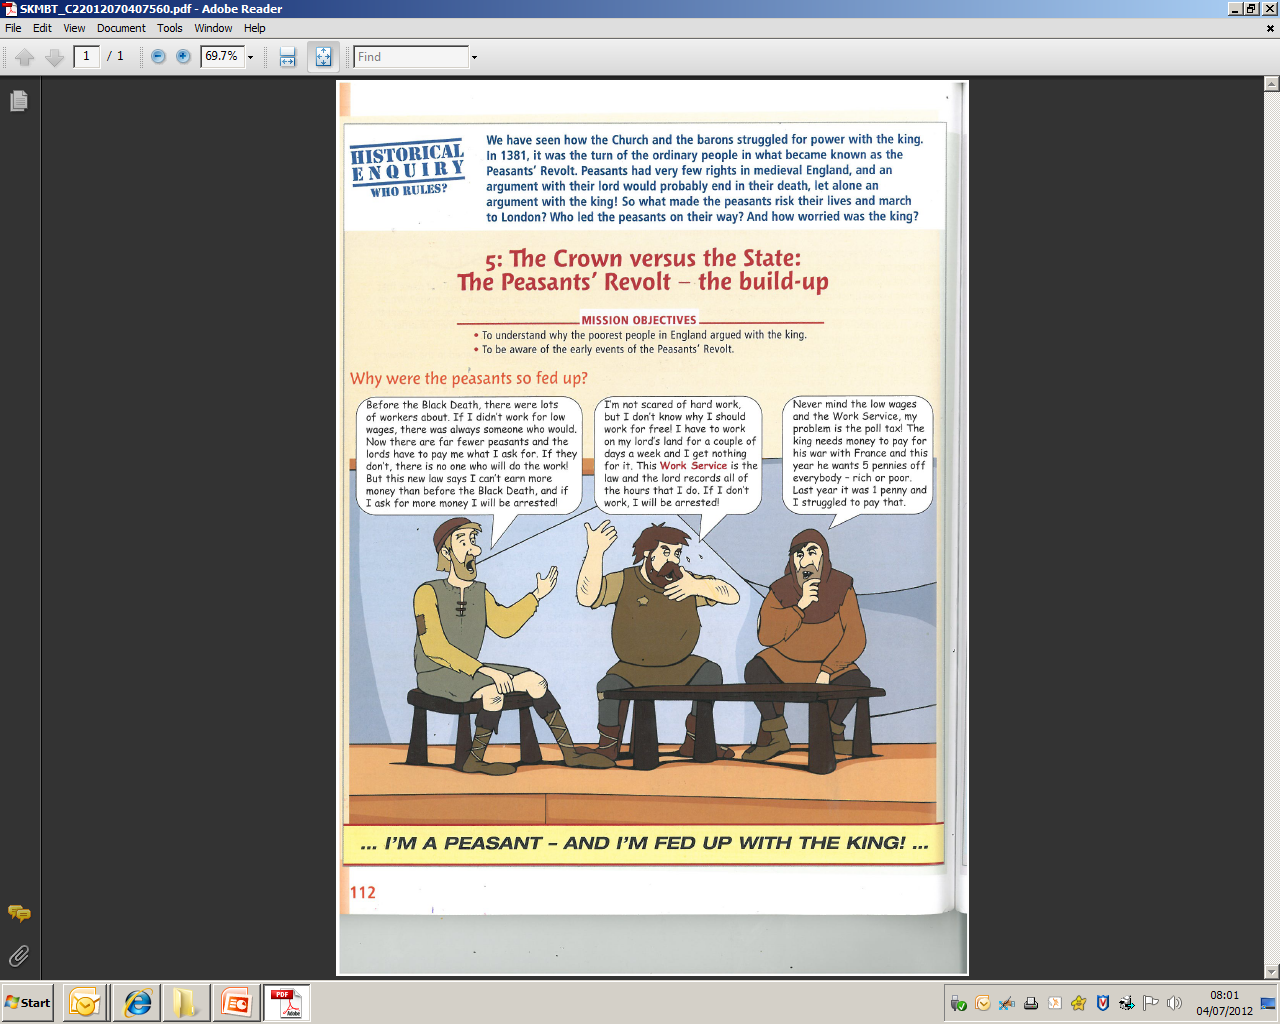 SKMBT_C22012070407560.pdf - Adobe Reader
File Edit View Document Tools Window Help
1 / 1 69.7% Find
HISTORICAL
ENQUIRY
WHO RULES?
We have seen how the Church and the barons struggled for power with the king.
In 1381, it was the turn of the ordinary people in what became known as the
Peasants' Revolt. Peasants had very few rights in medieval England, and an
argument with their lord would probably end in their death, let alone an
argument with the king! So what made the peasants risk their lives and march
to London? Who led the peasants on their way? And how worried was the king?
5: The Crown versus the State:
The Peasants' Revolt – the build-up
MISSION OBJECTIVES
• To understand why the poorest people in England argued with the king.
• To be aware of the early events of the Peasants' Revolt.
Why were the peasants so fed up?
Before the Black Death, there were lots
of workers about. If I didn't work for low
wages, there was always someone who would.
Now there are far fewer peasants and the
lords have to pay me what I ask for. If they
don't, there is no one who will do the work!
But this new law says I can't earn more
money than before the Black Death, and if
I ask for more money I will be arrested!
I'm not scared of hard work,
but I don't know why I should
work for free! I have to work
on my lord's land for a couple of
days a week and I get nothing
for it. This Work Service is the
law and the lord records all of
the hours that I do. If I don't
work, I will be arrested!
Never mind the low wages
and the Work Service, my
problem is the poll tax! The
king needs money to pay for
his war with France and this
year he wants 5 pennies off
everybody – rich or poor.
Last year it was 1 penny and
I struggled to pay that.
... I'M A PEASANT – AND I'M FED UP WITH THE KING! ...
112
Start
PDF
Adobe
08:01
04/07/2012